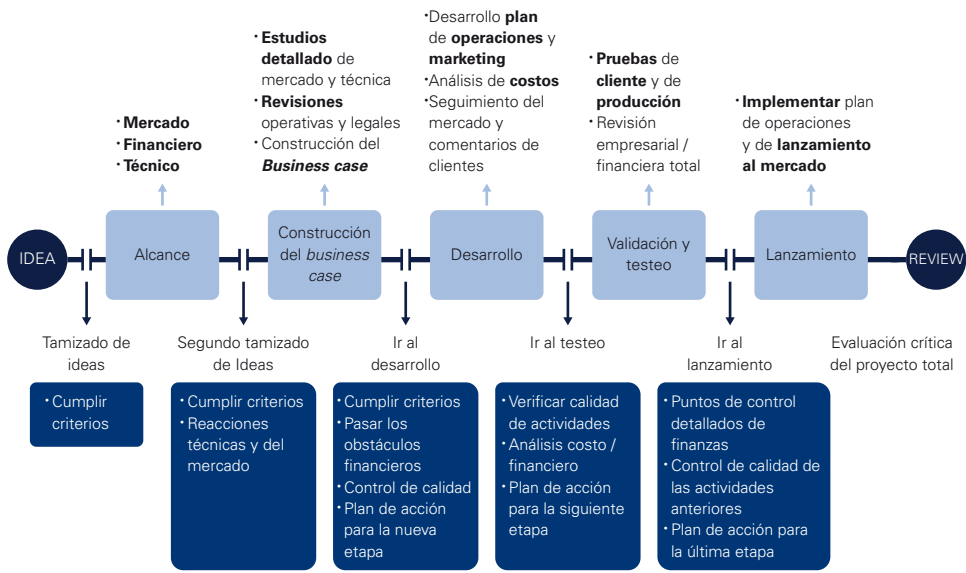 · Mercado
· Financiero
· Técnico
· Estudios
detallado de
mercado y técnica
· Revisiones
operativas y legales
· Construcción del
Business case
·Desarrollo plan
de operaciones y
marketing
·Análisis de costos
·Seguimiento del
mercado y
comentarios de
clientes
· Pruebas de
cliente y de
producción
· Revisión
empresarial /
financiera total
· Implementar plan
de operaciones
y de lanzamiento
al mercado
IDEA
Alcance
Construcción
del business
case
Desarrollo
Validación y
testeo
Lanzamiento
REVIEW
Tamizado de
ideas
Segundo tamizado
de Ideas
Ir al
desarrollo
Ir al testeo
Ir al
lanzamiento
Evaluación crítica
del proyecto total
· Cumplir
criterios
· Cumplir criterios
· Reacciones
técnicas y del
mercado
· Cumplir criterios
· Pasar los
obstáculos
financieros
· Control de calidad
· Plan de acción
para la nueva
etapa
· Verificar calidad
de actividades
· Análisis costo /
financiero
· Plan de acción
para la siguiente
etapa
· Puntos de control
detallados de
finanzas
· Control de calidad de
las actividades
anteriores
· Plan de acción para
la última etapa